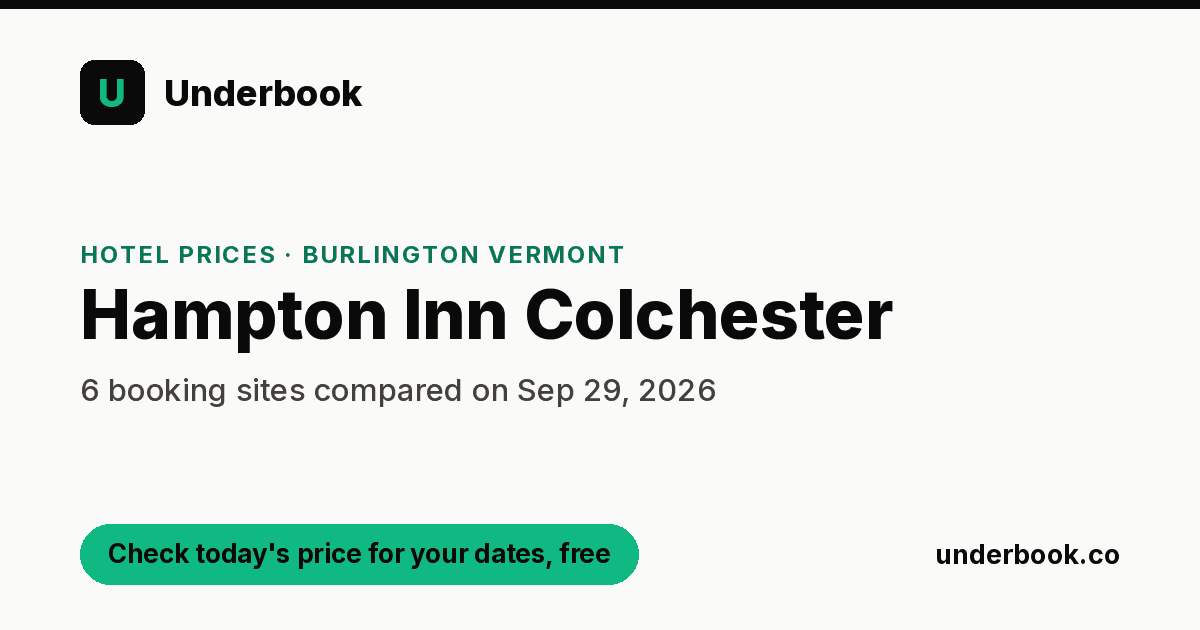 U Underbook
HOTEL PRICES · BURLINGTON VERMONT
Hampton Inn Colchester
6 booking sites compared on Sep 29, 2026
Check today's price for your dates, free
underbook.co